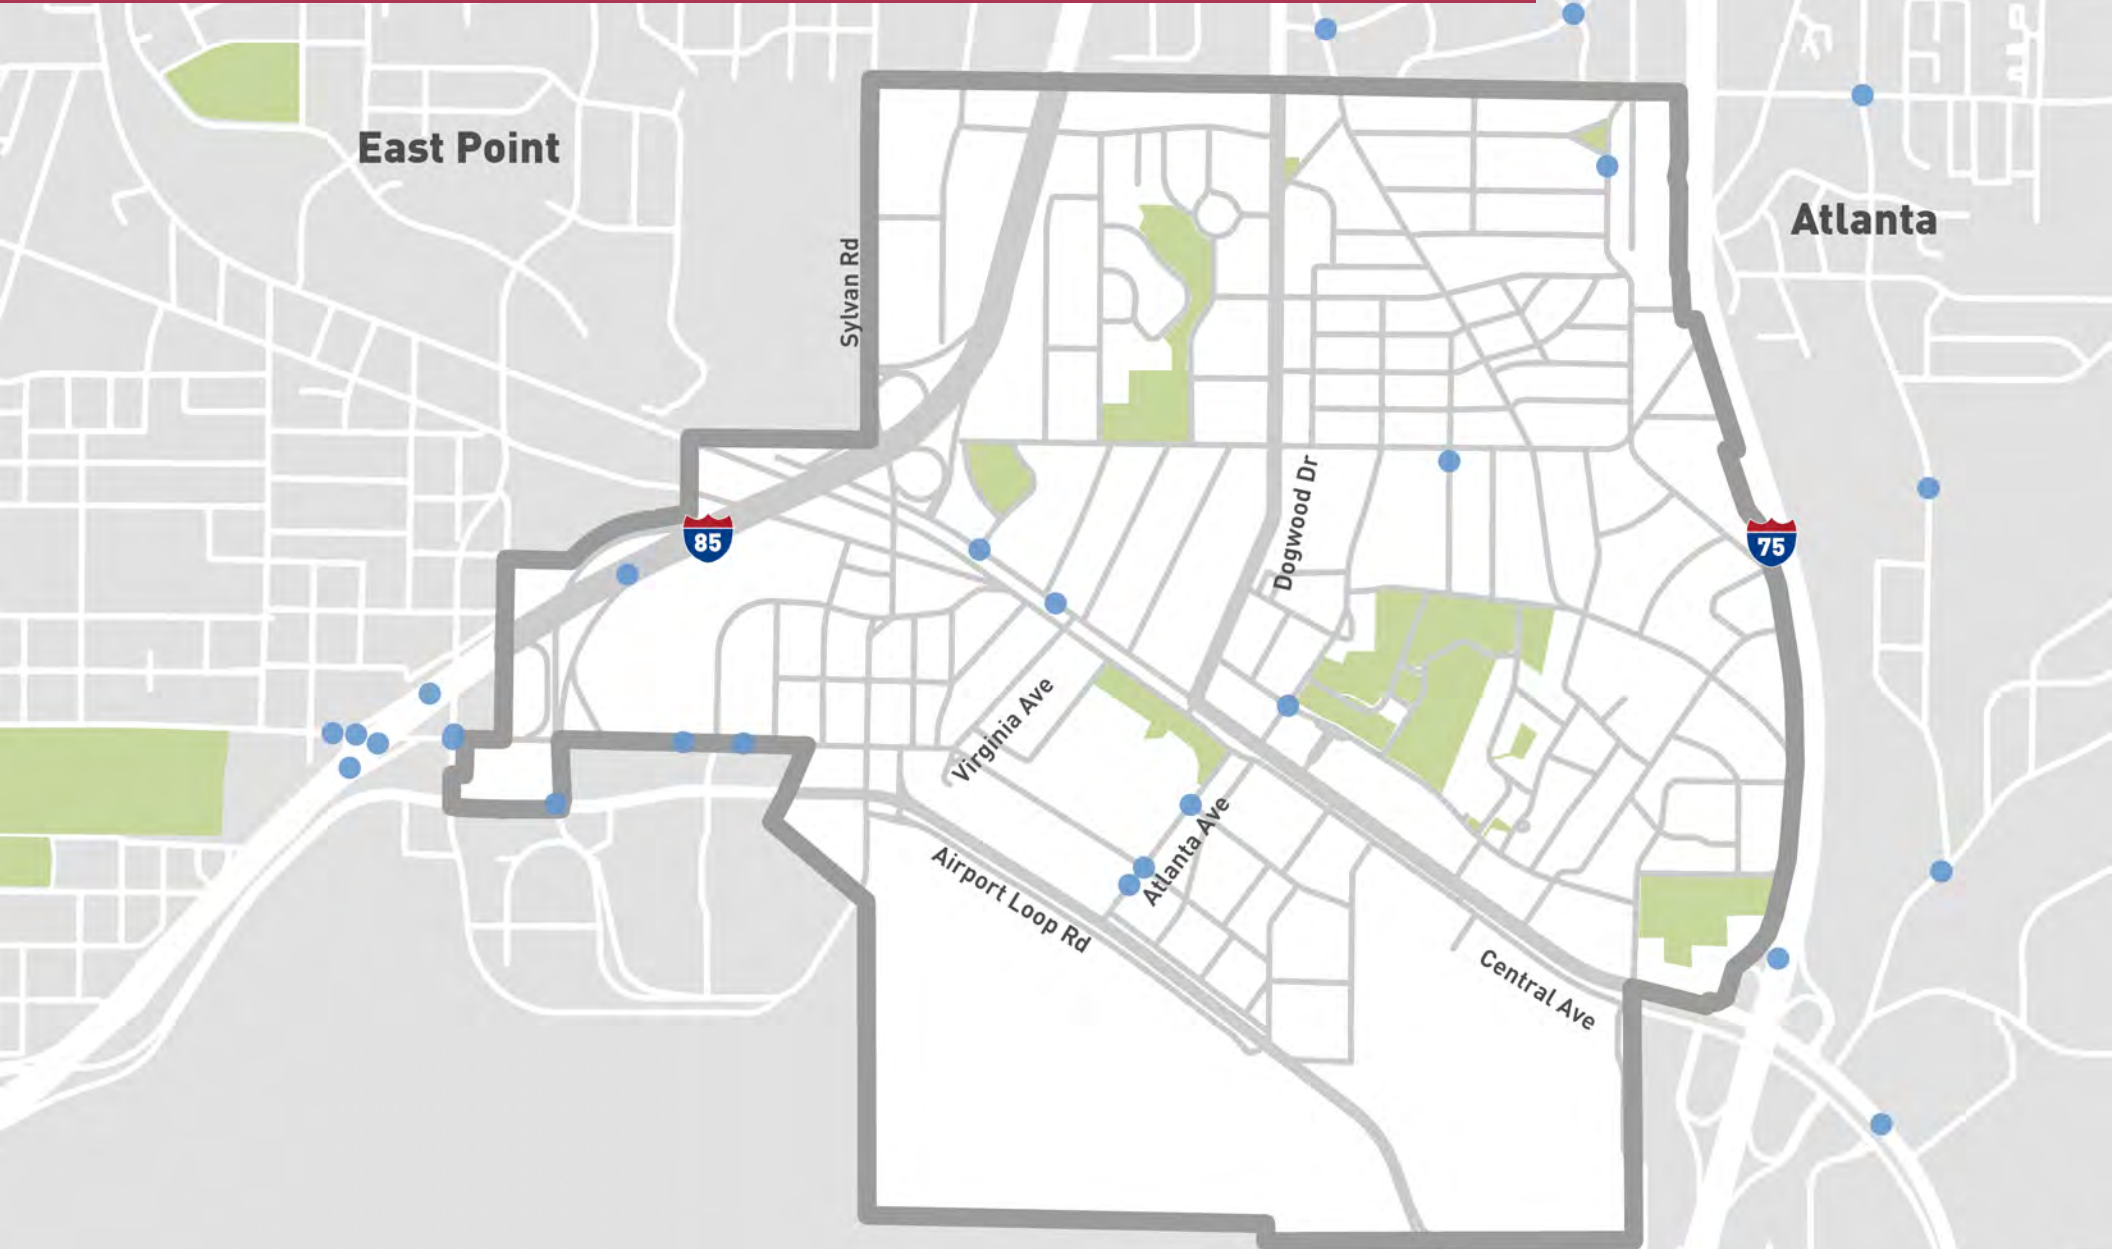 East Point
Atlanta
Sylvan Rd
Dogwood Dr
85
75
Virginia Ave
Atlanta Ave
Airport Loop Rd
Central Ave